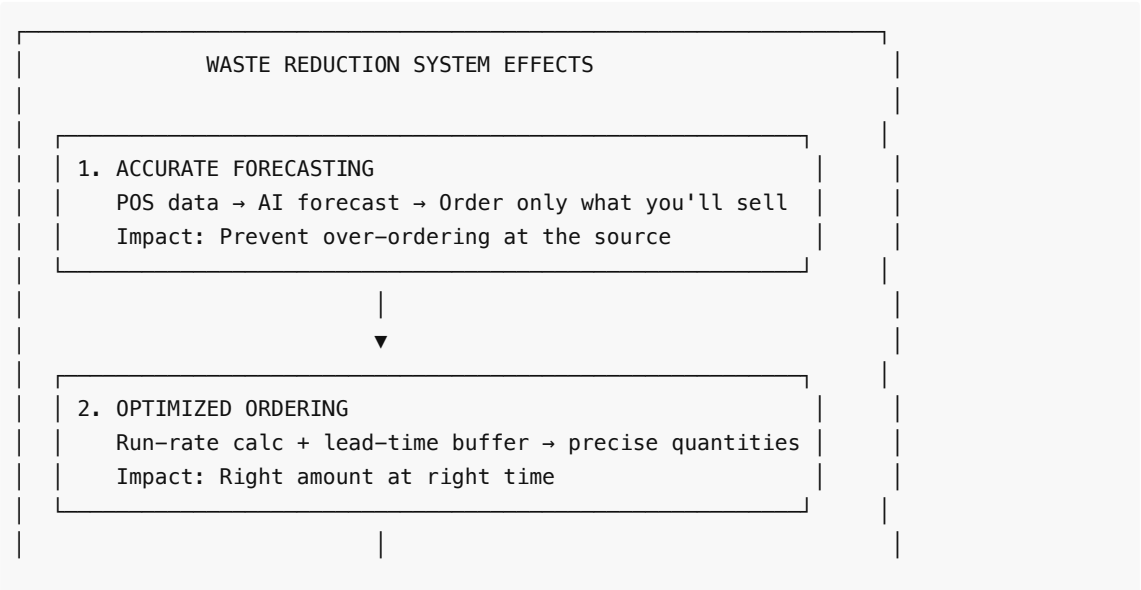 WASTE REDUCTION SYSTEM EFFECTS
1. ACCURATE FORECASTING
POS data → AI forecast → Order only what you'll sell
Impact: Prevent over-ordering at the source
▼
2. OPTIMIZED ORDERING
Run-rate calc + lead-time buffer → precise quantities
Impact: Right amount at right time